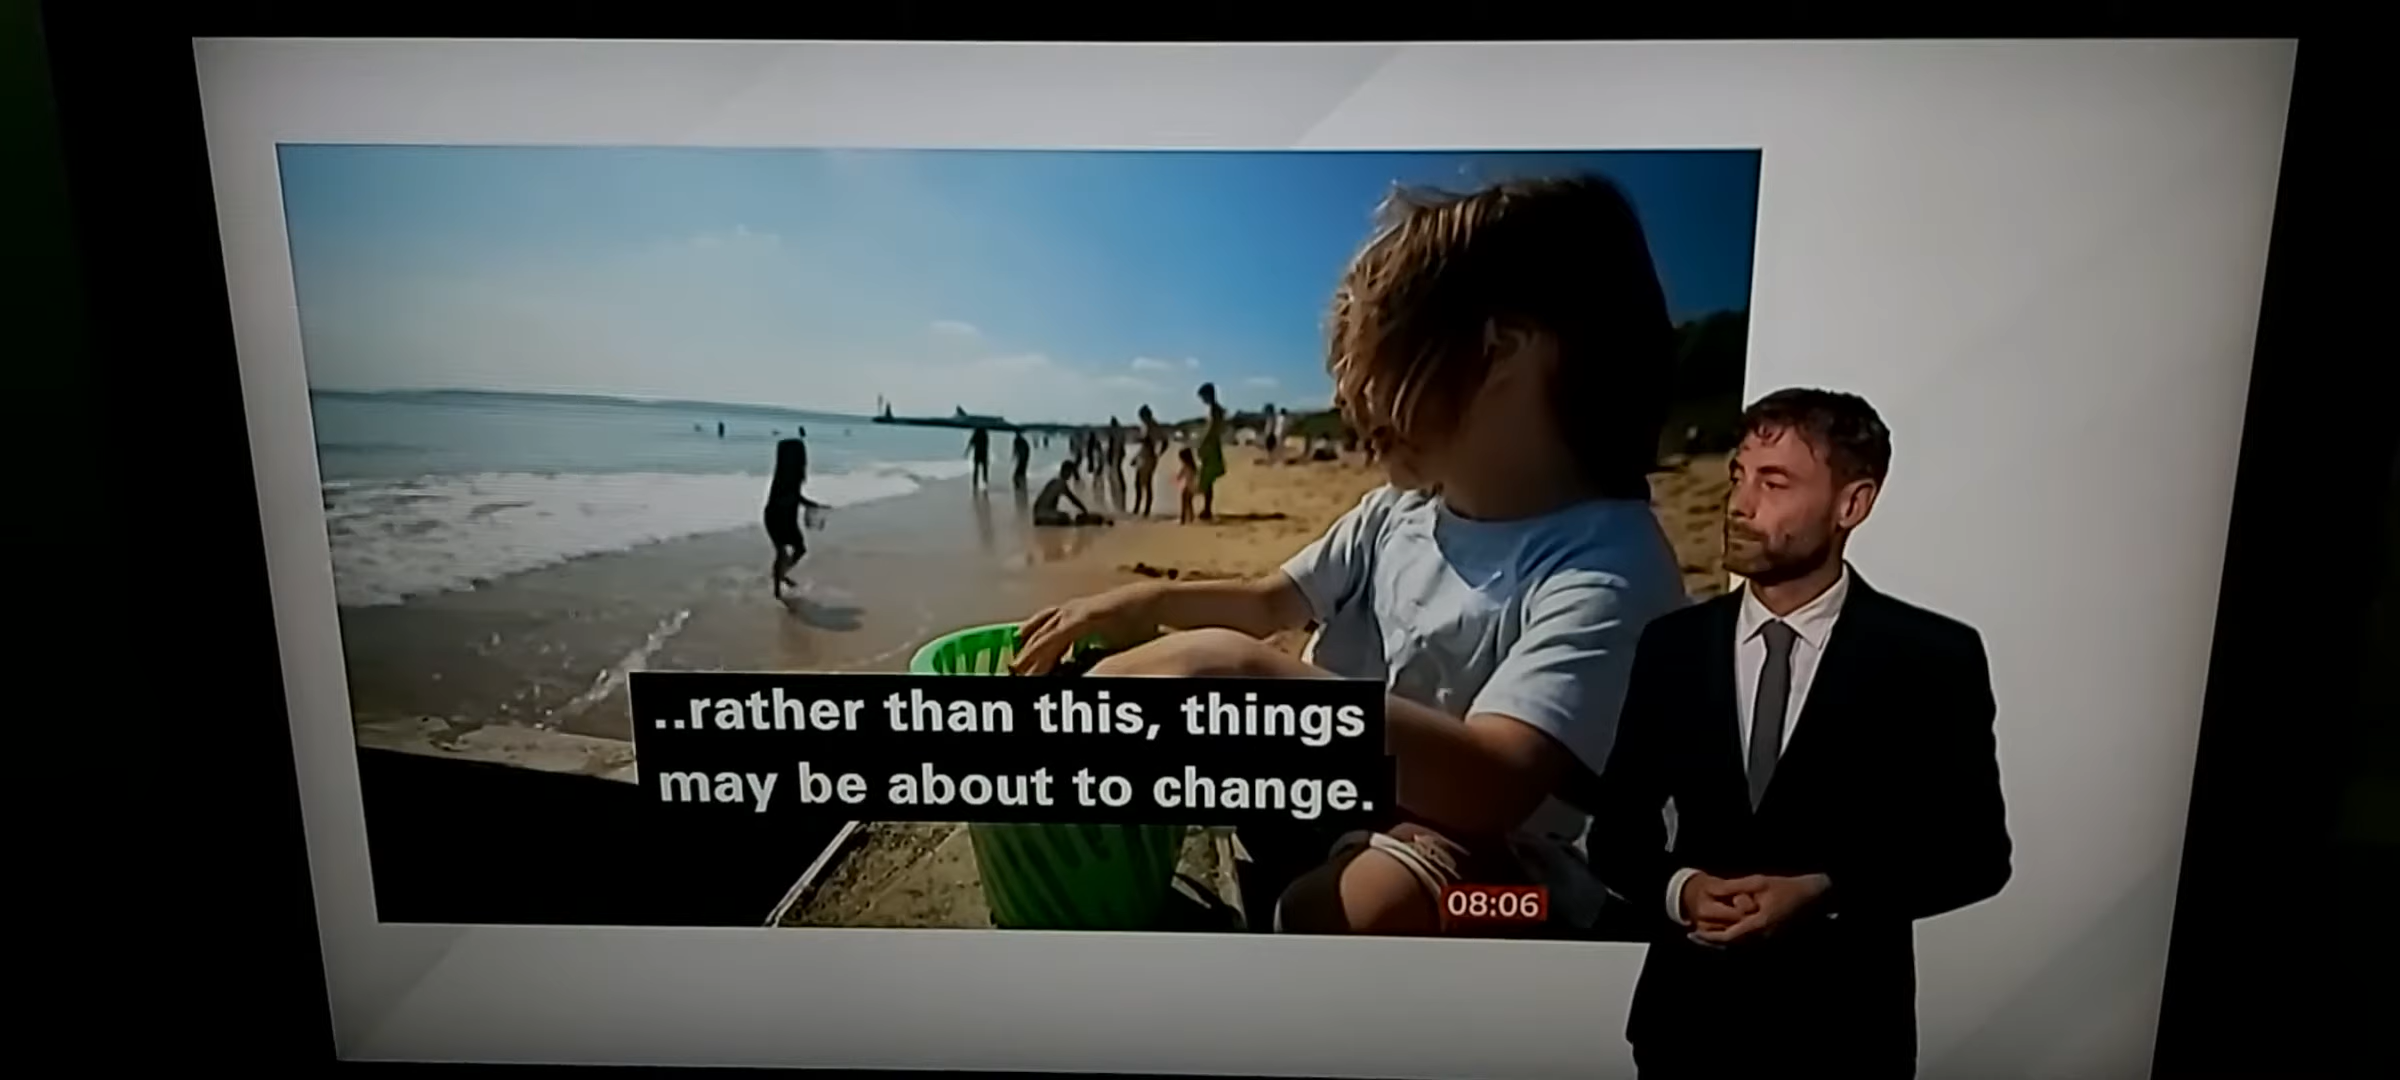 ..rather than this, things
may be about to change.
08:06